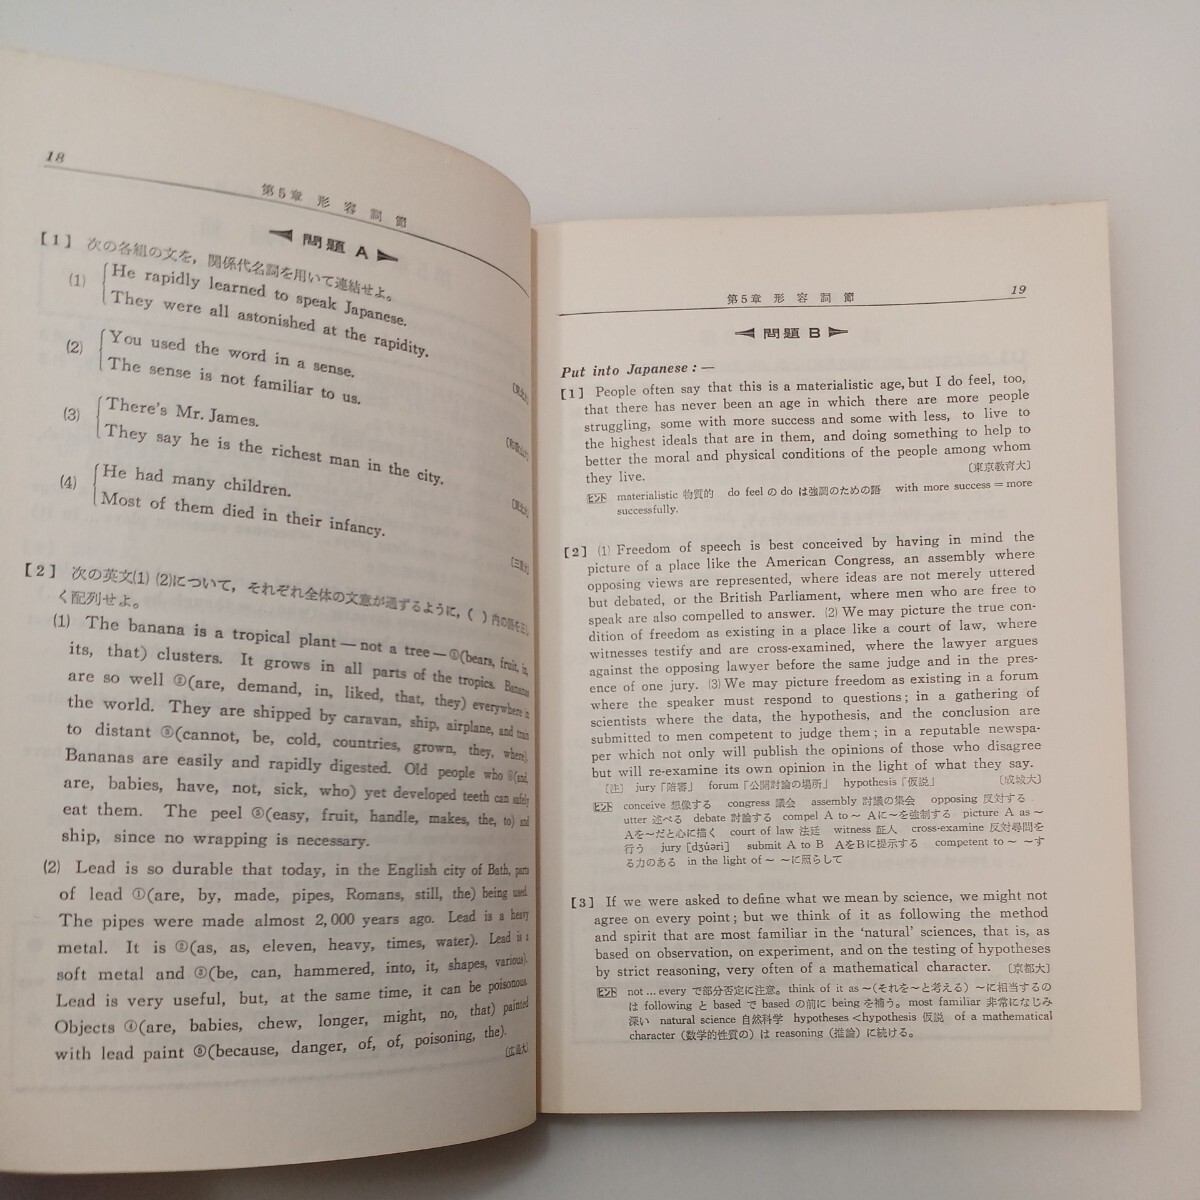 18
第5章 形容詞節
問題 A
[1] 次の各組の文を，関係代名詞を用いて連結せよ。
(1) He rapidly learned to speak Japanese.
They were all astonished at the rapidity.
(2) You used the word in a sense.
The sense is not familiar to us.
(3) There's Mr. James.
They say he is the richest man in the city.
(4) He had many children.
Most of them died in their infancy.
[2] 次の英文(1) (2)について，それぞれ全体の文意が通ずるように，( ) 内の語を正し
く配列せよ。
(1) The banana is a tropical plant — not a tree — ①(bears, fruit, in,
its, that) clusters. It grows in all parts of the tropics. Bananas
are so well ②(are, demand, in, liked, that, they) everywhere in
the world. They are shipped by caravan, ship, airplane, and train
to distant ③(cannot, be, cold, countries, grown, they, where).
Bananas are easily and rapidly digested. Old people who ④(and,
are, babies, have, not, sick, who) yet developed teeth can safely
eat them. The peel ⑤(easy, fruit, handle, makes, the, to) and
ship, since no wrapping is necessary.
(2) Lead is so durable that today, in the English city of Bath, parts
of lead ①(are, by, made, pipes, Romans, still, the) being used.
The pipes were made almost 2,000 years ago. Lead is a heavy
metal. It is ②(as, as, eleven, heavy, times, water). Lead is a
soft metal and ③(be, can, hammered, into, it, shapes, various).
Lead is very useful, but, at the same time, it can be poisonous.
Objects ④(are, babies, chew, longer, might, no, that) painted
with lead paint ⑤(because, danger, of, of, poisoning, the).
〔広島大〕
第5章 形容詞節 19
問題 B
Put into Japanese : —
[1] People often say that this is a materialistic age, but I do feel, too,
that there has never been an age in which there are more people
struggling, some with more success and some with less, to live to
the highest ideals that are in them, and doing something to help to
better the moral and physical conditions of the people among whom
they live. 〔東京教育大〕
ヒント materialistic 物質的 do feel の do は強調のための語 with more success = more
successfully.
[2] (1) Freedom of speech is best conceived by having in mind the
picture of a place like the American Congress, an assembly where
opposing views are represented, where ideas are not merely uttered
but debated, or the British Parliament, where men who are free to
speak are also compelled to answer. (2) We may picture the true con-
dition of freedom as existing in a place like a court of law, where
witnesses testify and are cross-examined, where the lawyer argues
against the opposing lawyer before the same judge and in the pres-
ence of one jury. (3) We may picture freedom as existing in a forum
where the speaker must respond to questions; in a gathering of
scientists where the data, the hypothesis, and the conclusion are
submitted to men competent to judge them; in a reputable newspa-
per which not only will publish the opinions of those who disagree
but will re-examine its own opinion in the light of what they say.
〔注〕 jury「陪審」 forum「公開討論の場所」 hypothesis「仮説」 〔成城大〕
ヒント conceive 想像する congress 議会 assembly 討議の集会 opposing 反対する
utter 述べる debate 討論する compel A to～ Aに～を強制する picture A as～
Aを～だと心に描く court of law 法廷 witness 証人 cross-examine 反対尋問を
行う jury [dʒúəri] submit A to B AをBに提示する competent to～ ～す
る力のある in the light of～ ～に照らして
[3] If we were asked to define what we mean by science, we might not
agree on every point; but we think of it as following the method
and spirit that are most familiar in the 'natural' sciences, that is, as
based on observation, on experiment, and on the testing of hypotheses
by strict reasoning, very often of a mathematical character. 〔京都大〕
ヒント not … every で部分否定に注意。think of it as～(それを～と考える) ～に相当するの
は following と based で based の前に being を補う。most familiar 非常になじみ
深い natural science 自然科学 hypotheses＜hypothesis 仮説 of a mathematical
character (数学的性質の) は reasoning (推論) に続ける。